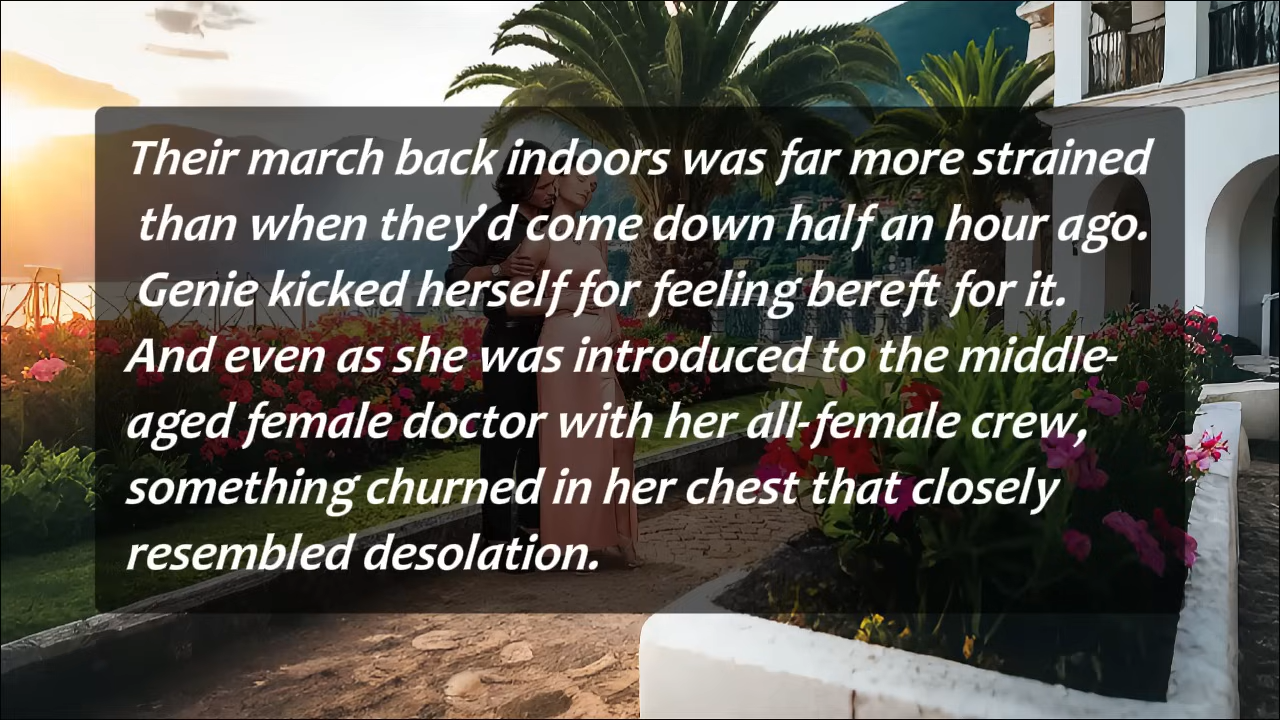 Their march back indoors was far more strained
than when they’d come down half an hour ago.
Genie kicked herself for feeling bereft for it.
And even as she was introduced to the middle-
aged female doctor with her all-female crew,
something churned in her chest that closely
resembled desolation.